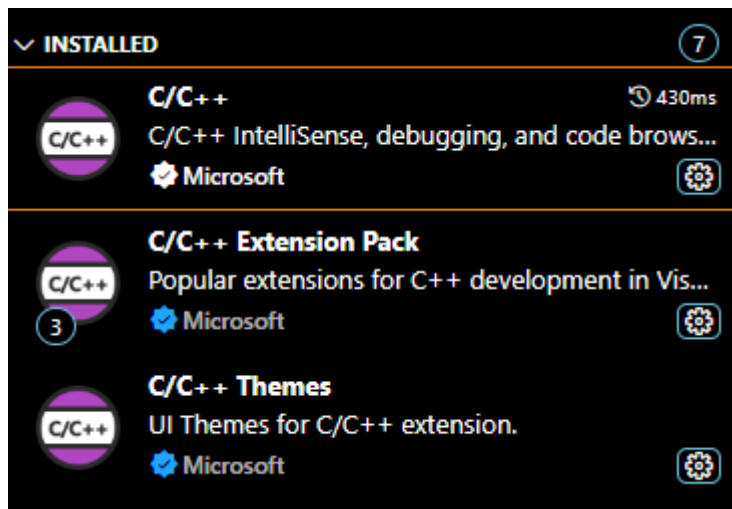 INSTALLED 7
C/C++ 430ms
C/C++
C/C++ IntelliSense, debugging, and code brows...
Microsoft
C/C++ Extension Pack
C/C++
Popular extensions for C++ development in Vis...
3
Microsoft
C/C++ Themes
C/C++
UI Themes for C/C++ extension.
Microsoft